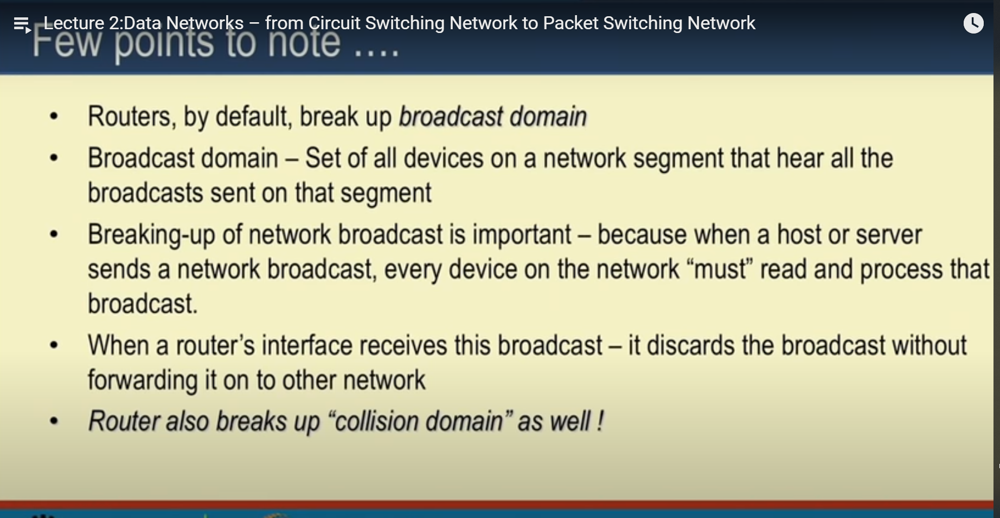 Lecture 2:Data Networks – from Circuit Switching Network to Packet Switching Network
Few points to note ....
• Routers, by default, break up broadcast domain
• Broadcast domain – Set of all devices on a network segment that hear all the
broadcasts sent on that segment
• Breaking-up of network broadcast is important – because when a host or server
sends a network broadcast, every device on the network “must” read and process that
broadcast.
• When a router’s interface receives this broadcast – it discards the broadcast without
forwarding it on to other network
• Router also breaks up “collision domain” as well !